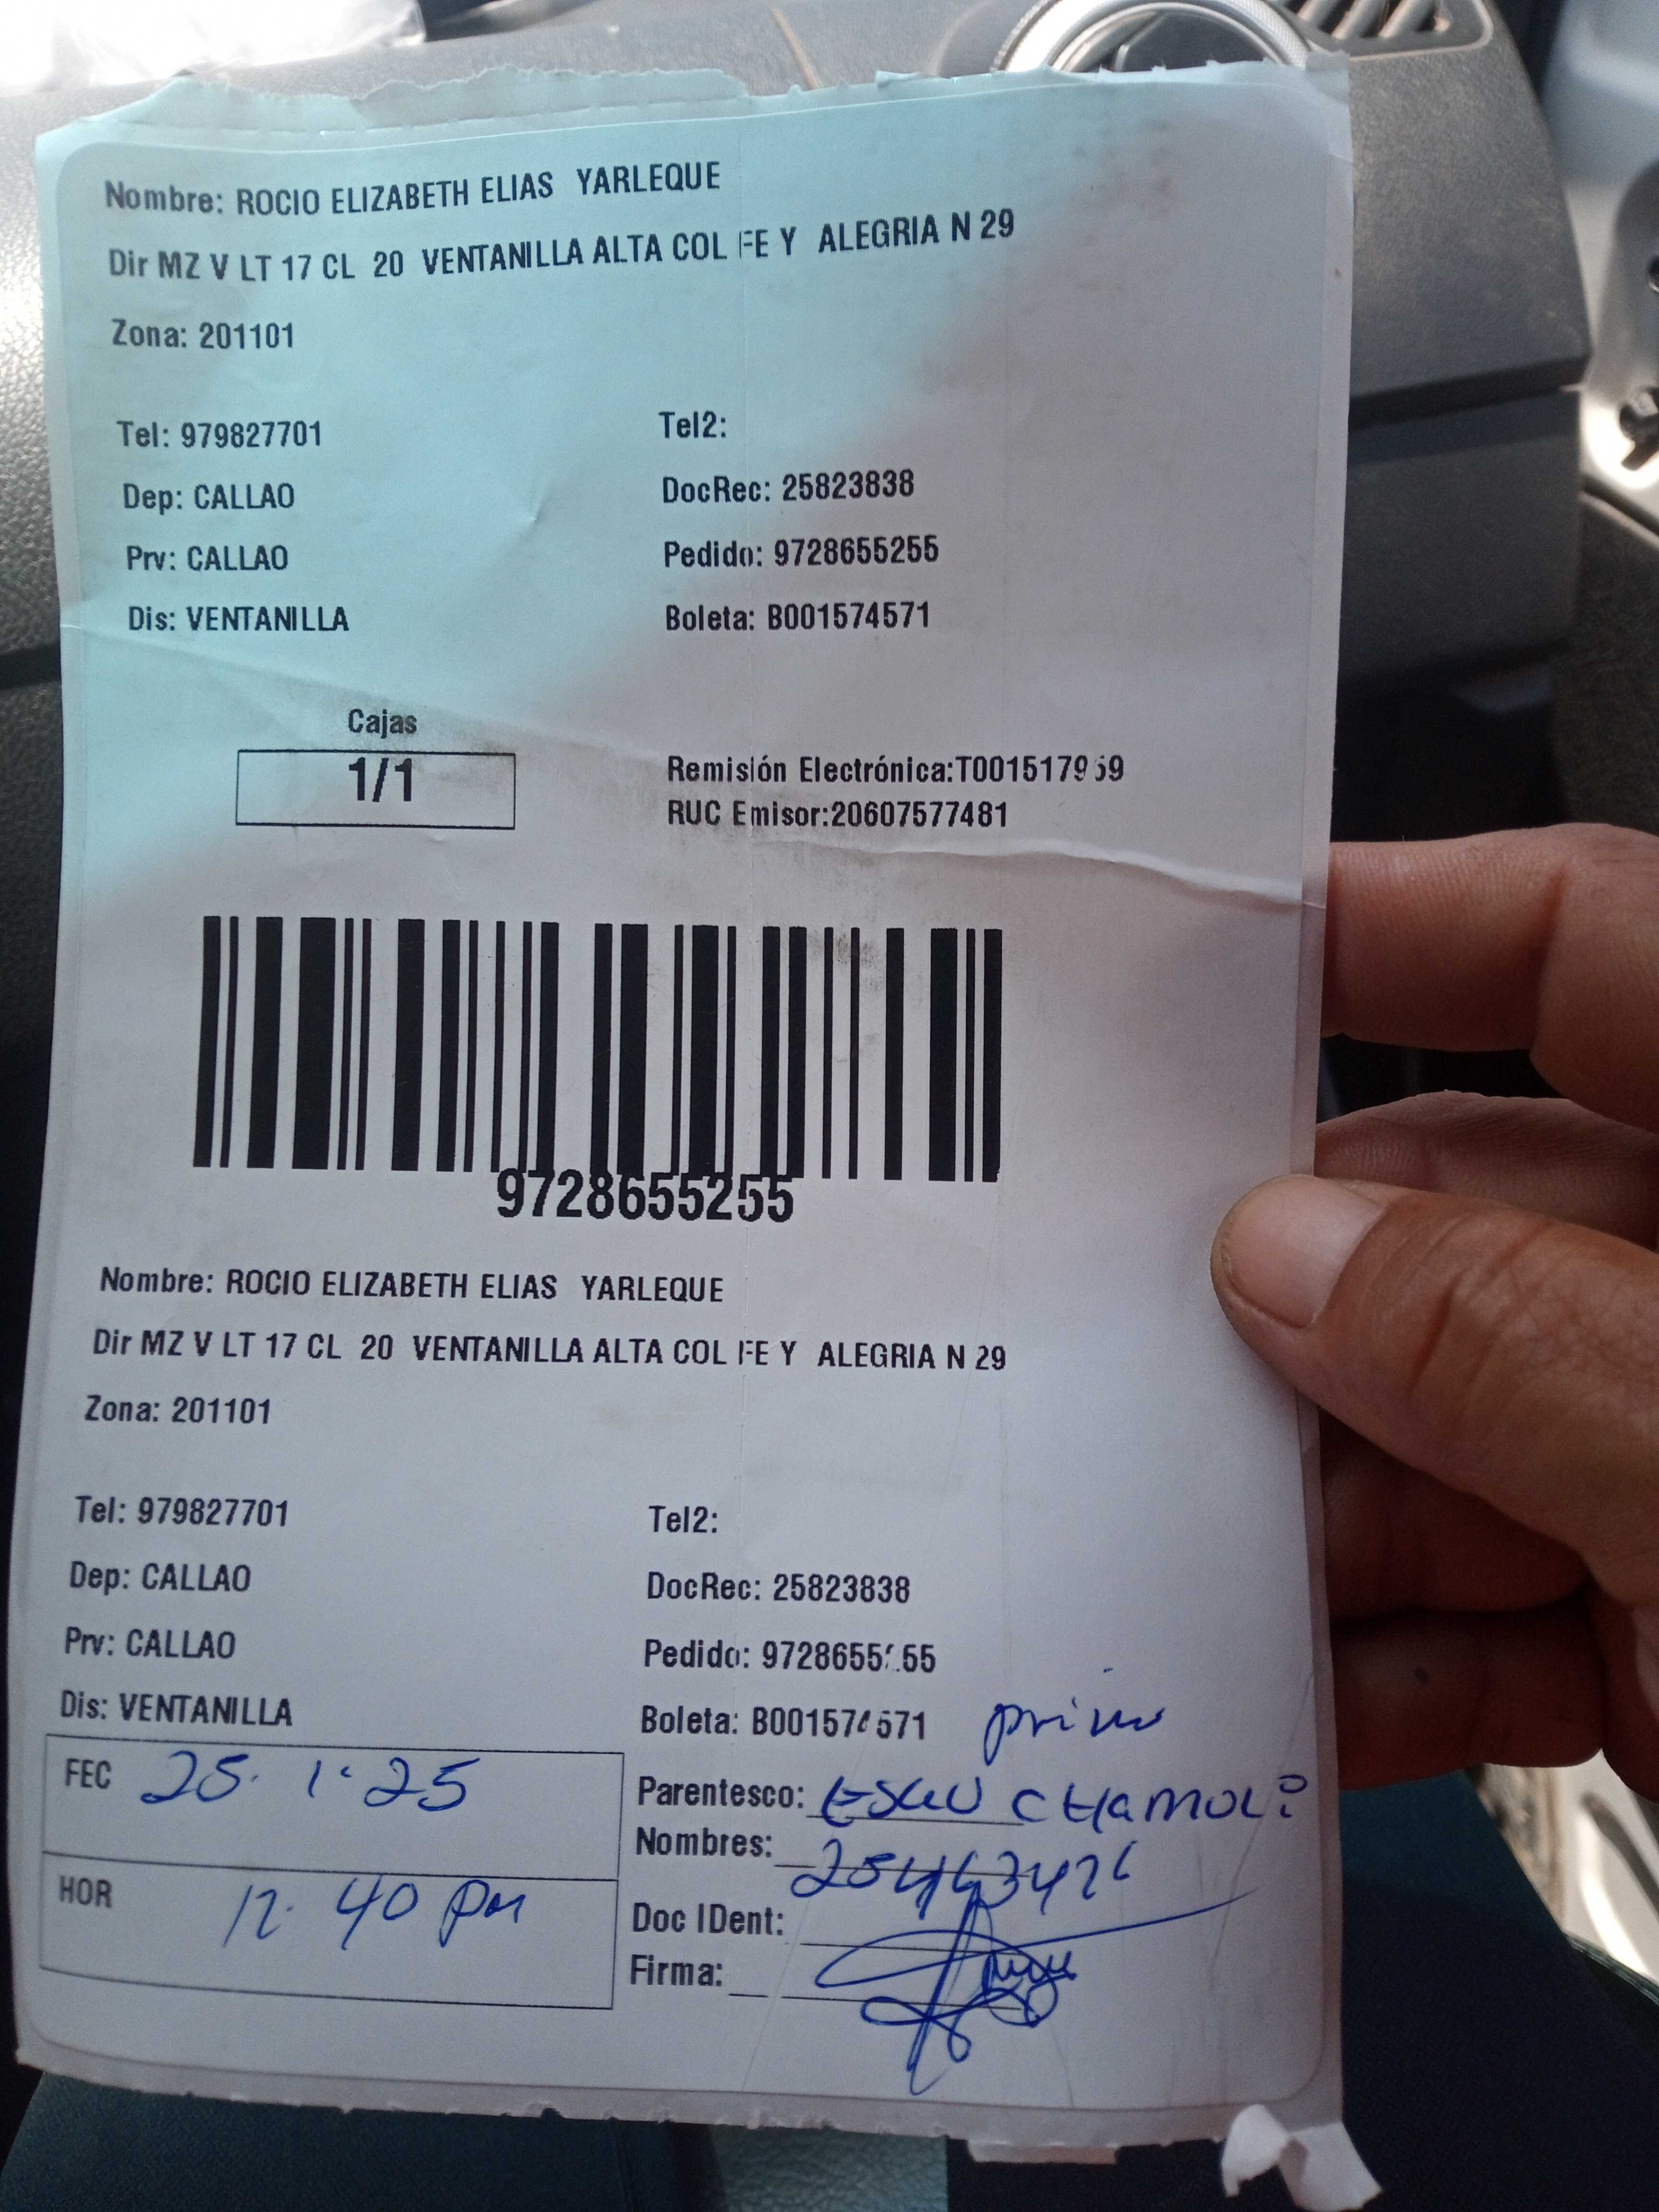 Nombre: ROCIO ELIZABETH ELIAS YARLEQUE
Dir MZ V LT 17 CL 20 VENTANILLA ALTA COL FE Y ALEGRIA N 29
Zona: 201101
Tel: 979827701 Tel2:
Dep: CALLAO DocRec: 25823838
Prv: CALLAO Pedido: 9728655255
Dis: VENTANILLA Boleta: B001574571
Cajas
1/1
Remisión Electrónica:T001517969
RUC Emisor:20607577481
9728655255
Nombre: ROCIO ELIZABETH ELIAS YARLEQUE
Dir MZ V LT 17 CL 20 VENTANILLA ALTA COL FE Y ALEGRIA N 29
Zona: 201101
Tel: 979827701 Tel2:
Dep: CALLAO DocRec: 25823838
Prv: CALLAO Pedido: 9728655255
Dis: VENTANILLA Boleta: B001574571
primo
FEC 25. 1. 25
Parentesco: CHAMOLi
Nombres:
HOR 12.40 pm
Doc IDent:
Firma: